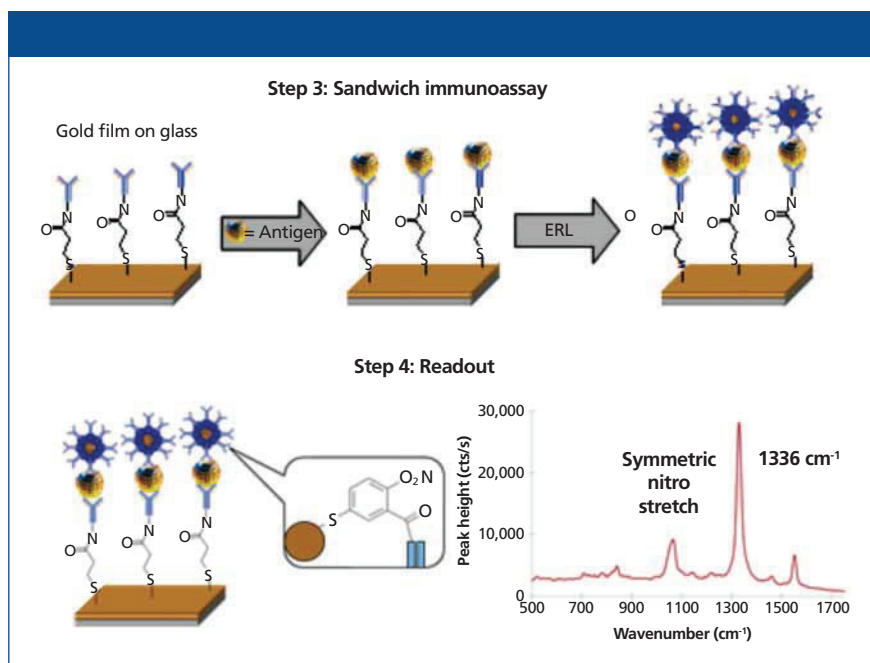 Step 3: Sandwich immunoassay
Gold film on glass
N
O
S
N
O
S
N
O
S
= Antigen
N
O
S
N
O
S
N
O
S
ERL
O
N
O
S
N
O
S
N
O
S
Step 4: Readout
N
O
S
N
O
S
N
O
S
O₂N
S
O
30,000
20,000
10,000
0
Peak height (cts/s)
Symmetric
nitro
stretch
1336 cm⁻¹
500 700 900 1100 1300 1500 1700
Wavenumber (cm⁻¹)